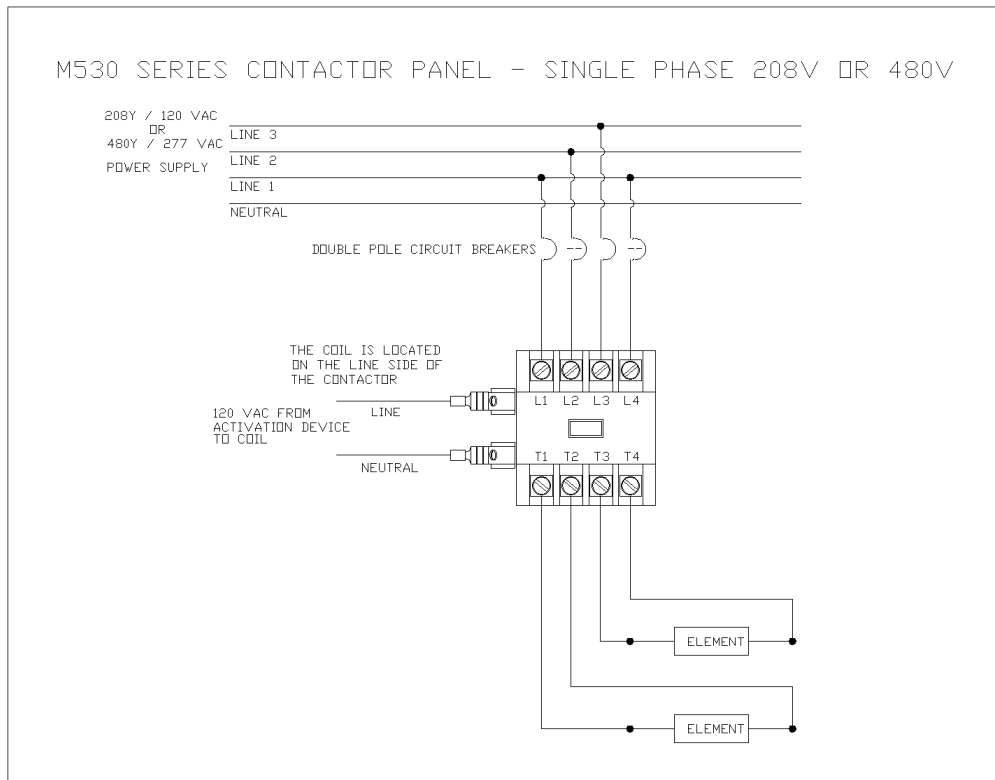 M530 SERIES CONTACTOR PANEL - SINGLE PHASE 208V OR 480V
208Y / 120 VAC
OR
480Y / 277 VAC
POWER SUPPLY
LINE 3
LINE 2
LINE 1
NEUTRAL
DOUBLE POLE CIRCUIT BREAKERS
THE COIL IS LOCATED
ON THE LINE SIDE OF
THE CONTACTOR
120 VAC FROM
ACTIVATION DEVICE
TO COIL
LINE
NEUTRAL
L1 L2 L3 L4
T1 T2 T3 T4
ELEMENT
ELEMENT